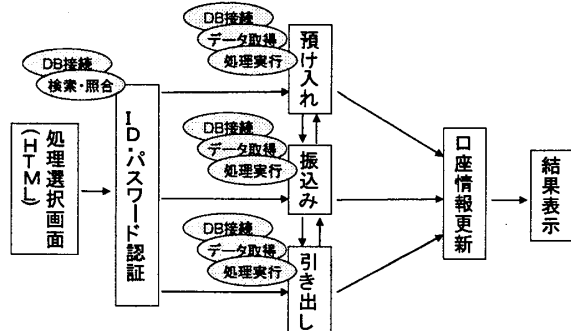 処理選択画面
(HTML)
DB接続
検索・照合
ID・パスワード認証
DB接続
データ取得
処理実行
預け入れ
DB接続
データ取得
処理実行
振込み
DB接続
データ取得
処理実行
引き出し
口座情報更新
結果表示